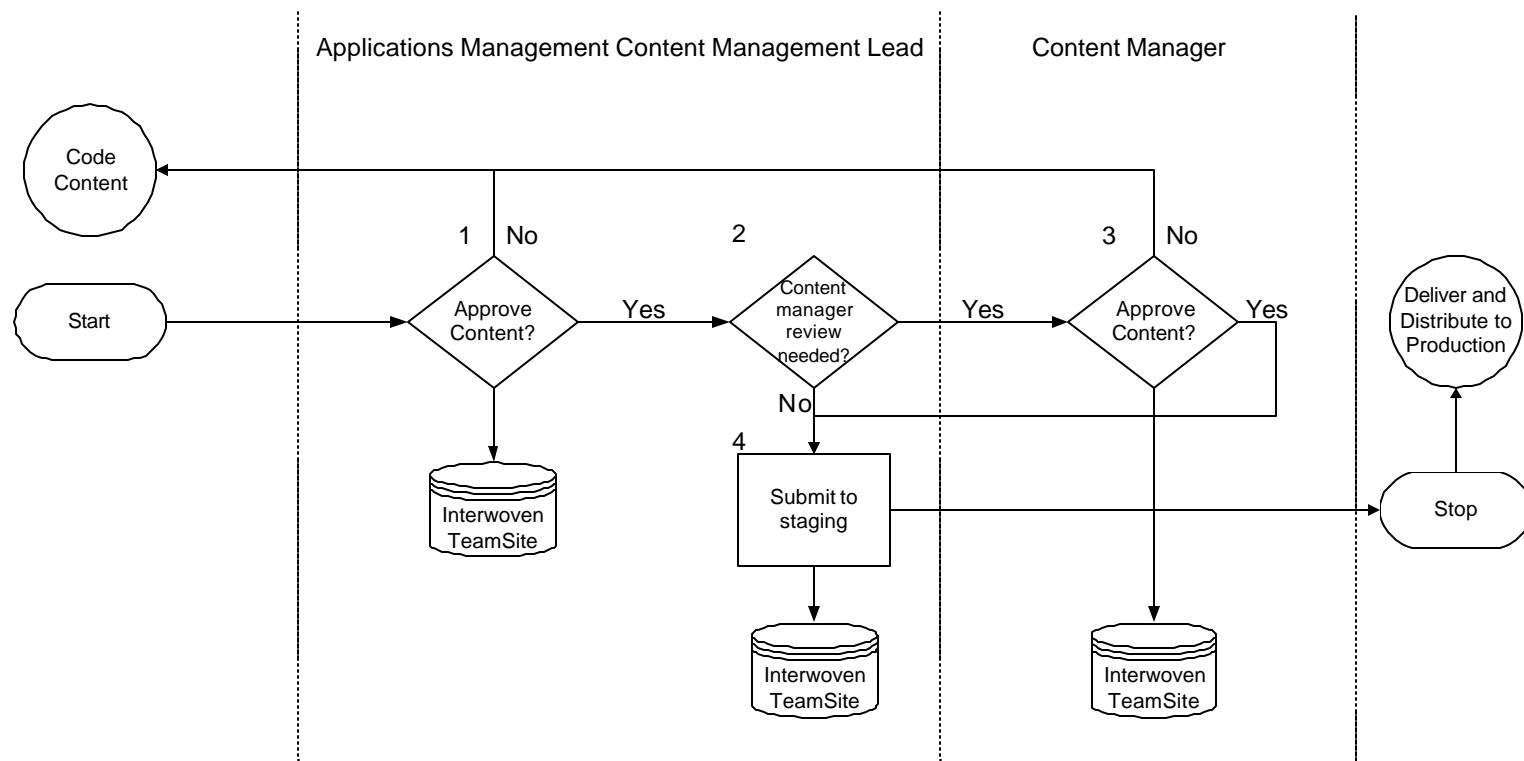 Applications Management Content Management Lead
Content Manager
Code
Content
1
No
2
3
No
Start
Approve
Content?
Yes
Content
manager
review
needed?
Yes
Approve
Content?
Yes
Deliver and
Distribute to
Production
No
4
Submit to
staging
Stop
Interwoven
TeamSite
Interwoven
TeamSite
Interwoven
TeamSite